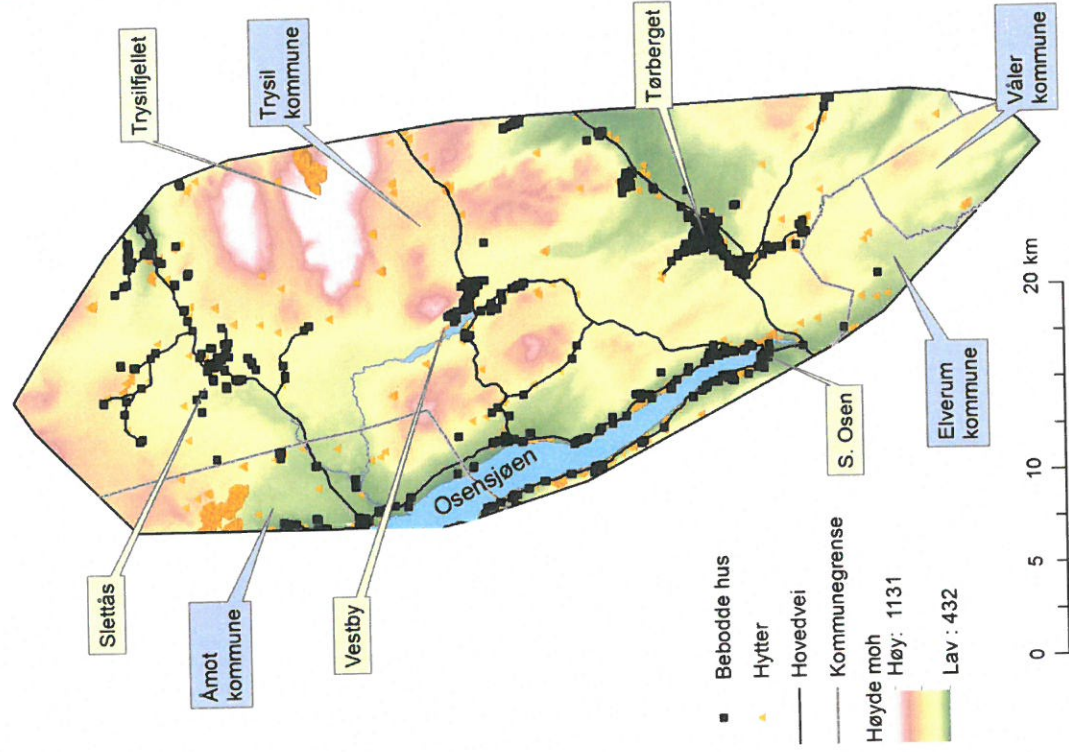 Trysilfjellet
Trysil
kommune
Tørberget
Våler
kommune
Slettås
Åmot
kommune
Vestby
Osensjøen
S. Osen
Elverum
kommune
Bebodde hus
Hytter
Hovedvei
Kommunegrense
Høyde moh
Høy: 1131
Lav : 432
0 5 10 20 km